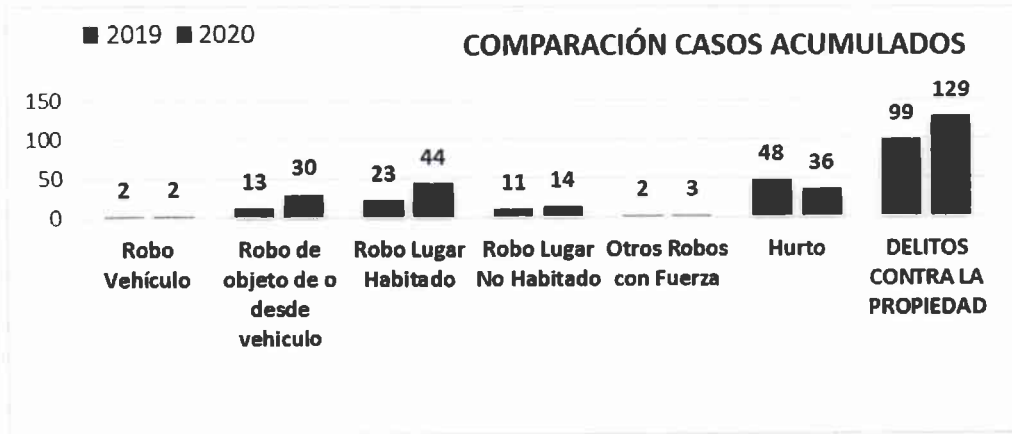 ■ 2019 ■ 2020
COMPARACIÓN CASOS ACUMULADOS
150
100
50
0
2 2
13 30
23 44
11 14
2 3
48 36
99 129
Robo
Vehículo
Robo de
objeto de o
desde
vehiculo
Robo Lugar
Habitado
Robo Lugar
No Habitado
Otros Robos
con Fuerza
Hurto
DELITOS
CONTRA LA
PROPIEDAD